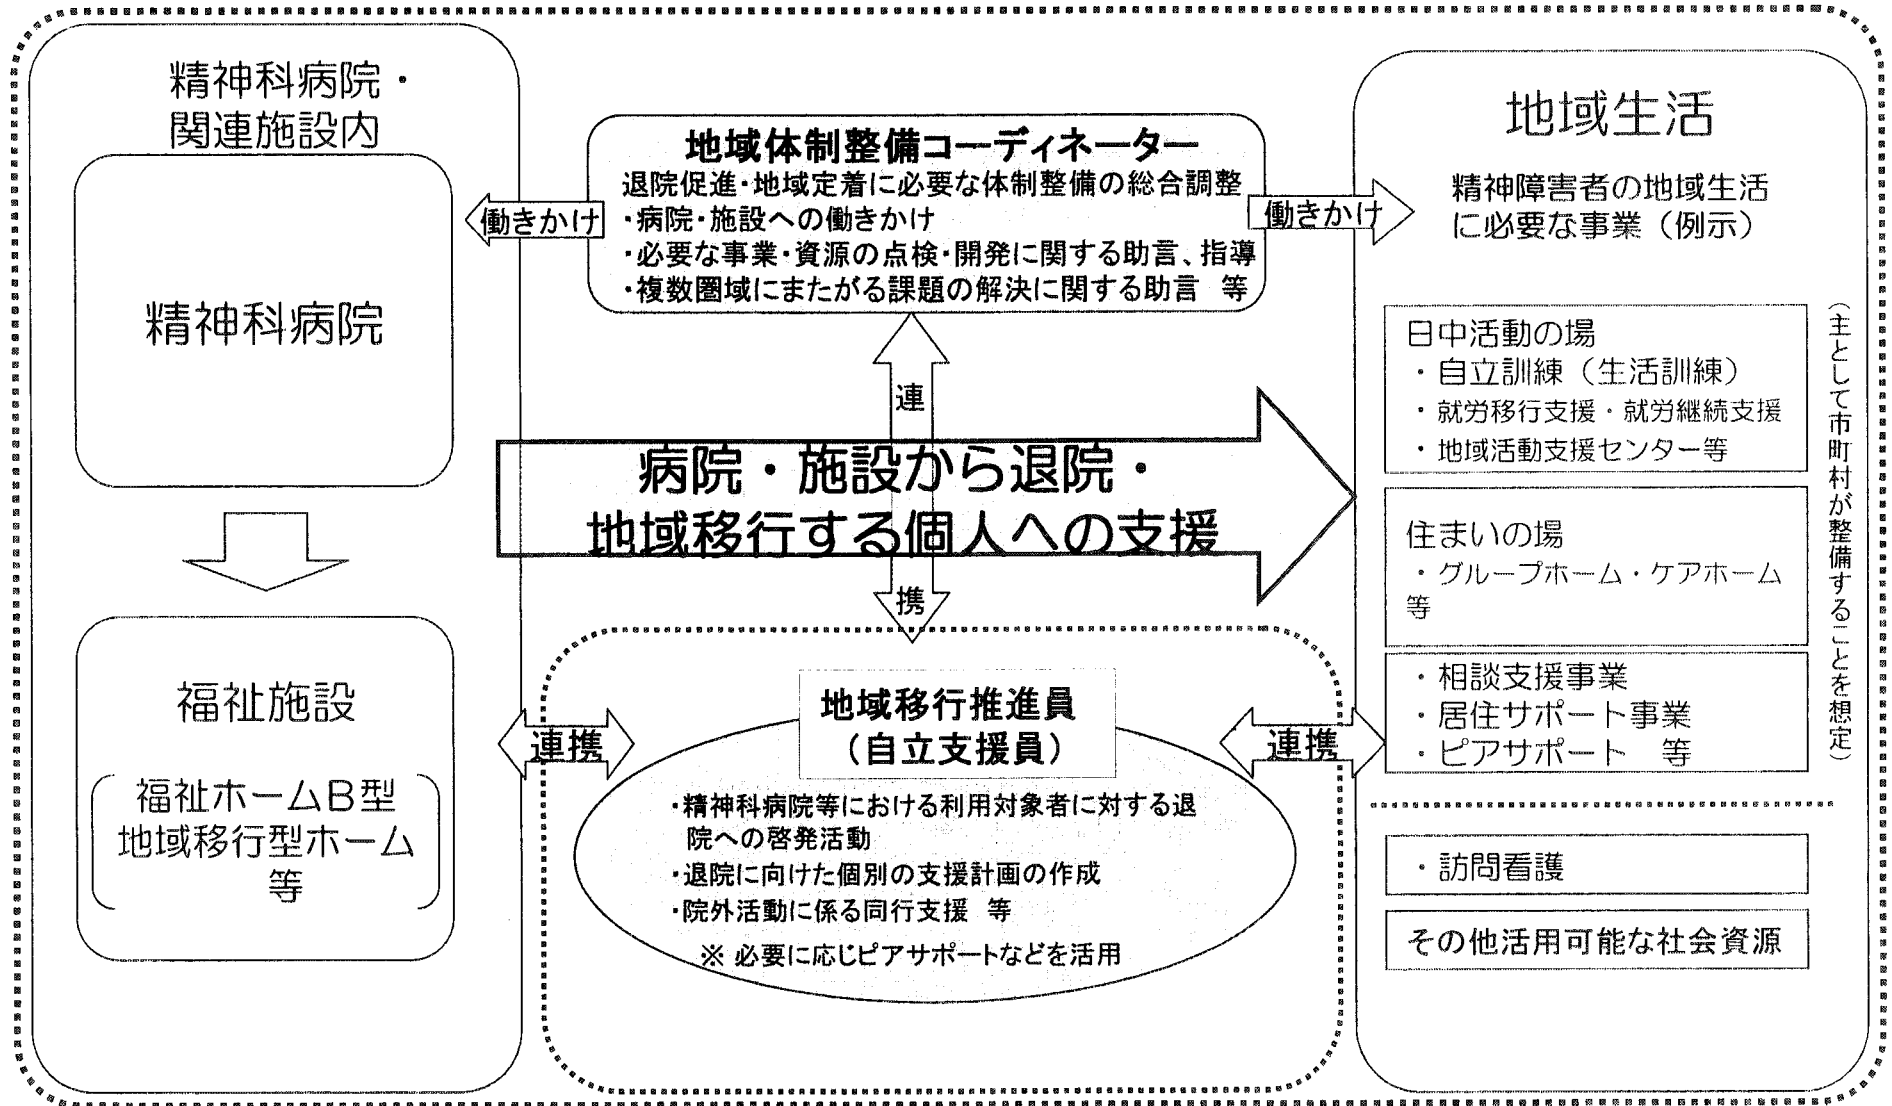 精神科病院・
関連施設内
精神科病院
福祉施設
福祉ホームB型
地域移行型ホーム
等
地域体制整備コーディネーター
退院促進・地域定着に必要な体制整備の総合調整
・病院・施設への働きかけ
・必要な事業・資源の点検・開発に関する助言、指導
・複数圏域にまたがる課題の解決に関する助言 等
働きかけ
働きかけ
連
病院・施設から退院・
地域移行する個人への支援
携
連携
地域移行推進員
（自立支援員）
連携
・精神科病院等における利用対象者に対する退
院への啓発活動
・退院に向けた個別の支援計画の作成
・院外活動に係る同行支援 等
※ 必要に応じピアサポートなどを活用
地域生活
精神障害者の地域生活
に必要な事業（例示）
日中活動の場
・自立訓練（生活訓練）
・就労移行支援・就労継続支援
・地域活動支援センター等
住まいの場
・グループホーム・ケアホーム
等
・相談支援事業
・居住サポート事業
・ピアサポート 等
・訪問看護
その他活用可能な社会資源
（主として市町村が整備することを想定）